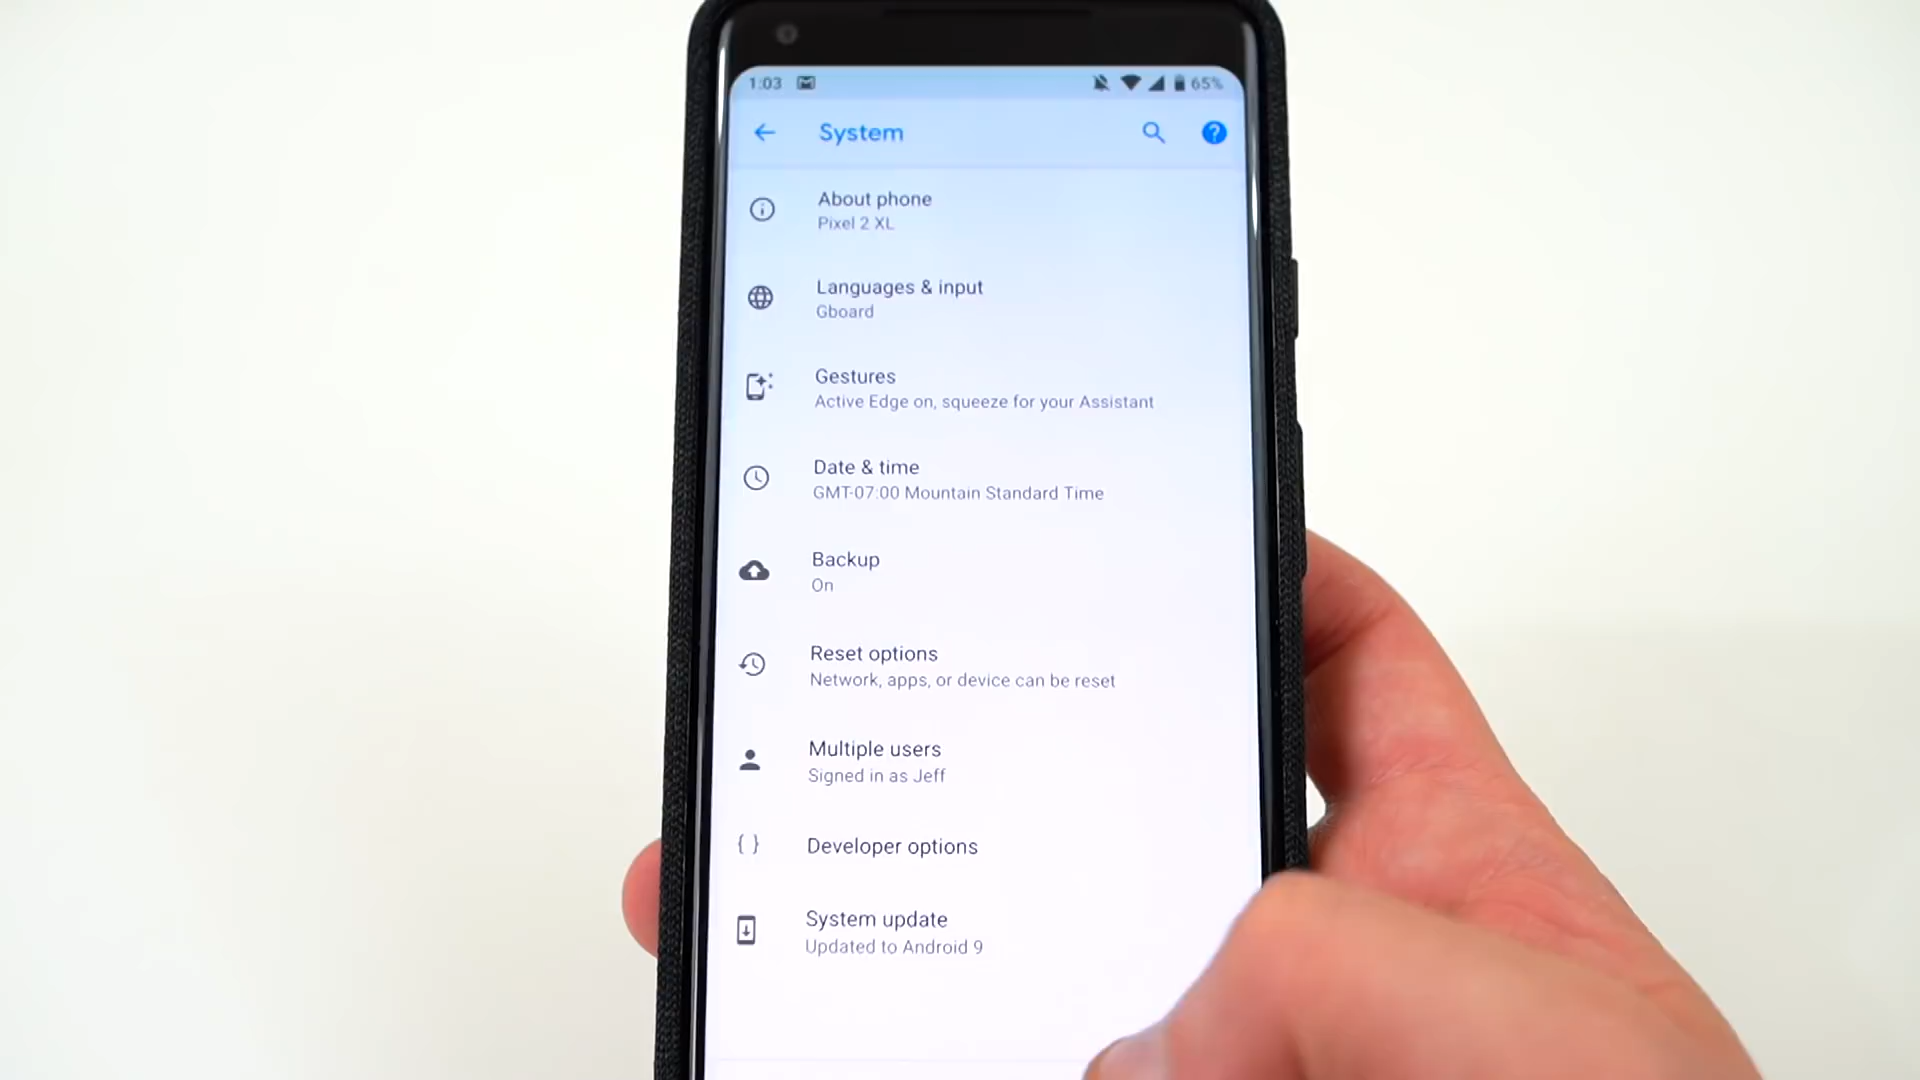 1:03 65%
System
About phone
Pixel 2 XL
Languages & input
Gboard
Gestures
Active Edge on, squeeze for your Assistant
Date & time
GMT-07:00 Mountain Standard Time
Backup
On
Reset options
Network, apps, or device can be reset
Multiple users
Signed in as Jeff
{ } Developer options
System update
Updated to Android 9